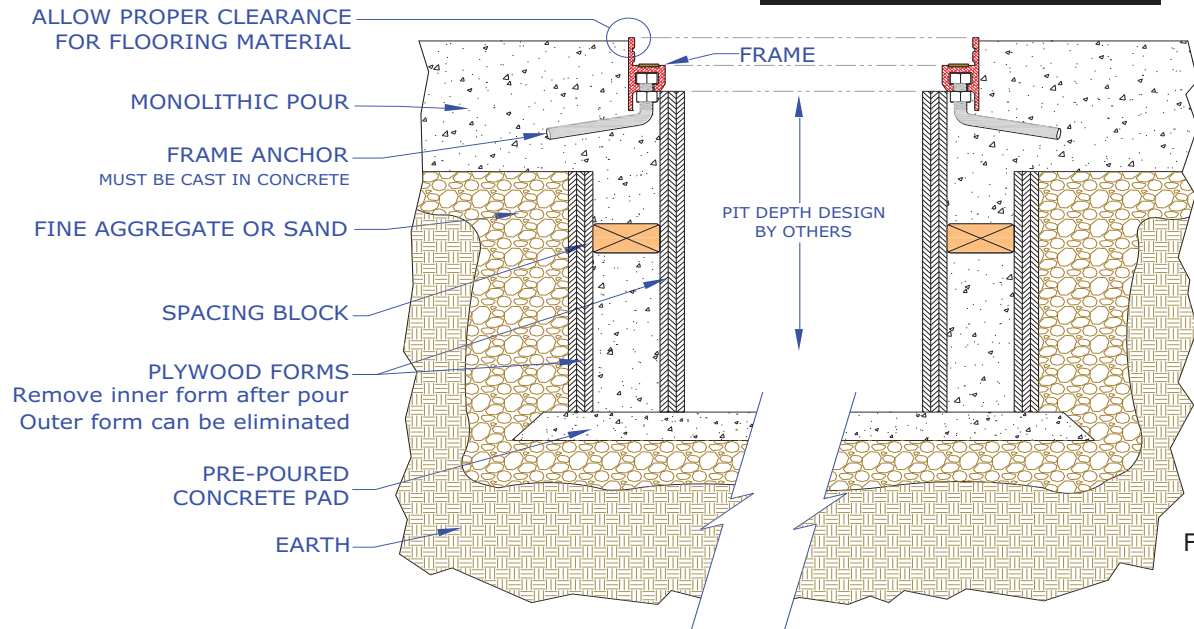 ALLOW PROPER CLEARANCE
FOR FLOORING MATERIAL
FRAME
MONOLITHIC POUR
FRAME ANCHOR
MUST BE CAST IN CONCRETE
FINE AGGREGATE OR SAND
PIT DEPTH DESIGN
BY OTHERS
SPACING BLOCK
PLYWOOD FORMS
Remove inner form after pour
Outer form can be eliminated
PRE-POURED
CONCRETE PAD
EARTH
F